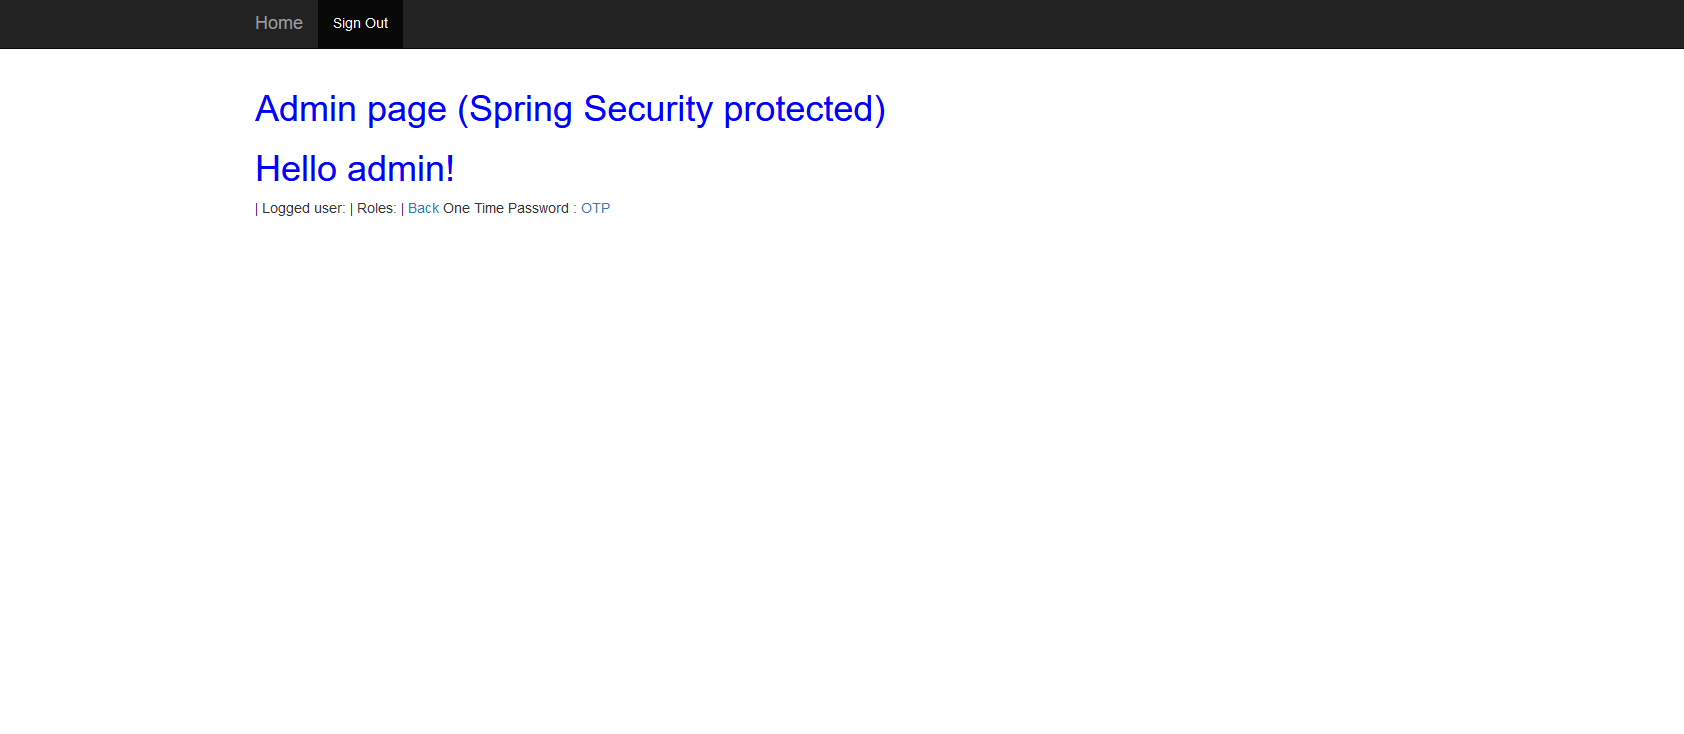 Home Sign Out
Admin page (Spring Security protected)
Hello admin!
| Logged user: | Roles: | Back One Time Password : OTP